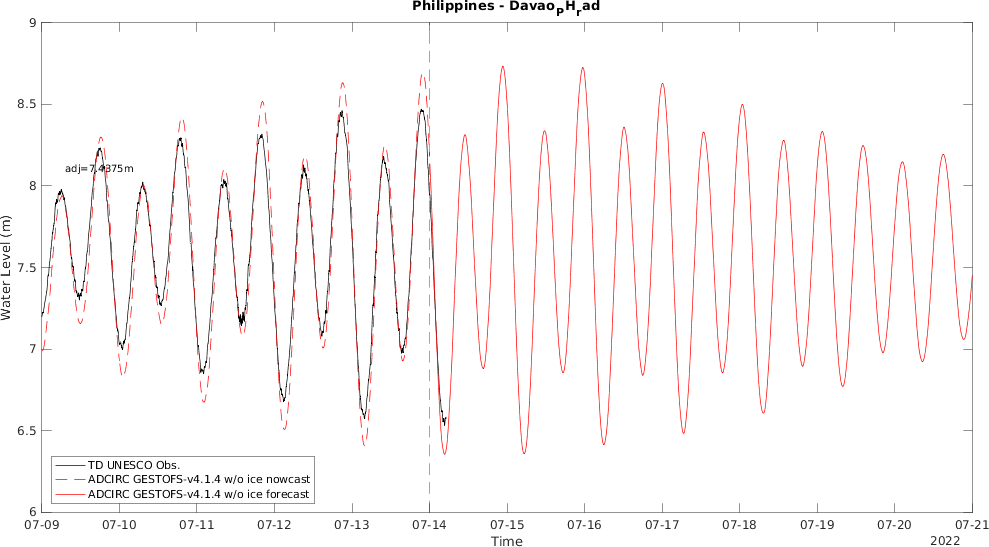 Philippines - DavaopHrad
9
8.5
adj=7.4375m
8
7.5
7
6.5
6
Water Level (m)
TD UNESCO Obs.
ADCIRC GESTOFS-v4.1.4 w/o ice nowcast
ADCIRC GESTOFS-v4.1.4 w/o ice forecast
07-09 07-10 07-11 07-12 07-13 07-14 07-15 07-16 07-17 07-18 07-19 07-20 07-21
Time
2022